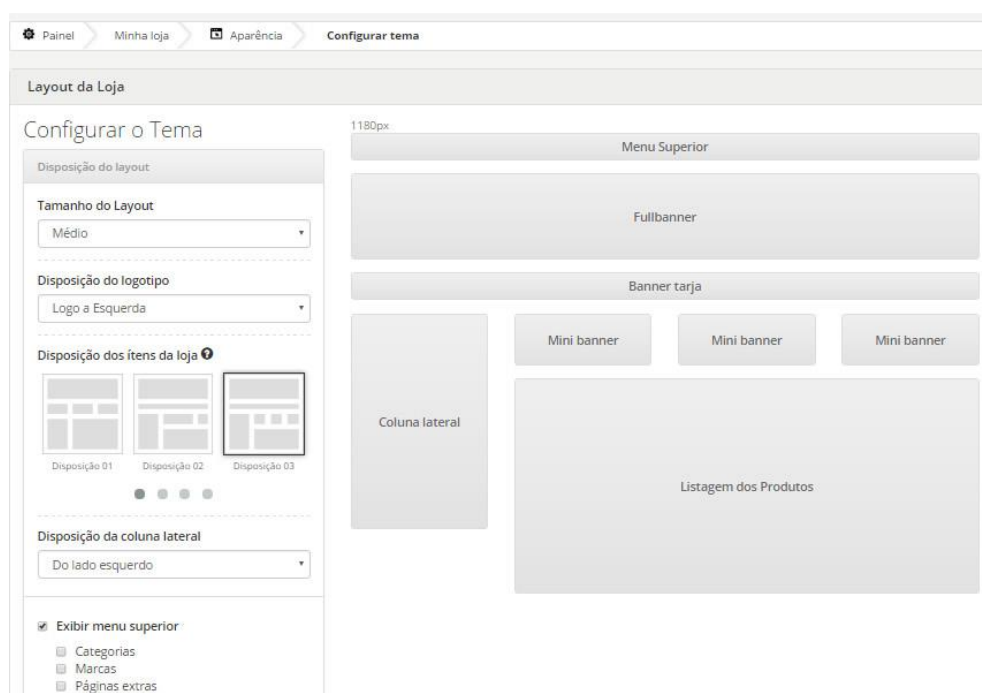 Painel Minha loja Aparência Configurar tema
Layout da Loja
Configurar o Tema
Disposição do layout
Tamanho do Layout
Médio
Disposição do logotipo
Logo a Esquerda
Disposição dos ítens da loja
Disposição 01 Disposição 02 Disposição 03
Disposição da coluna lateral
Do lado esquerdo
Exibir menu superior
Categorias
Marcas
Páginas extras
1180px
Menu Superior
Fullbanner
Banner tarja
Mini banner Mini banner Mini banner
Coluna lateral
Listagem dos Produtos